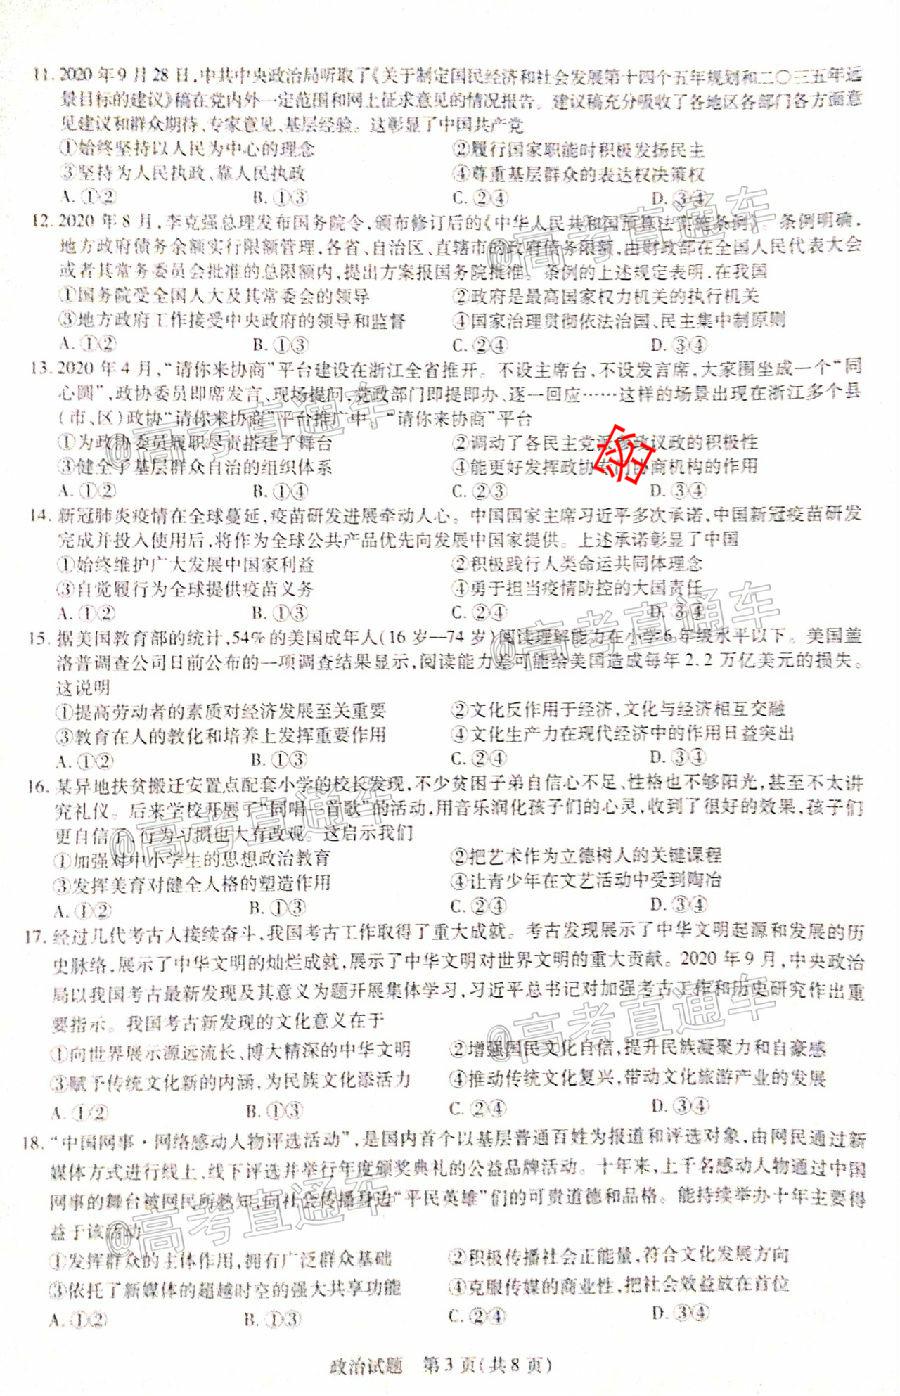 11. 2020年9月28日,中共中央政治局听取了《关于制定国民经济和社会发展第十四个五年规划和二〇三五年远
景目标的建议》稿在党内外一定范围和网上征求意见的情况报告。建议稿充分吸收了各地区各部门各方面意
见建议和群众期待、专家意见、基层经验。这彰显了中国共产党
①始终坚持以人民为中心的理念 ②履行国家职能时积极发扬民主
③坚持为人民执政、靠人民执政 ④尊重基层群众的表达权决策权
A. ①② B. ①③ C. ②④ D. ③④
12. 2020年8月,李克强总理发布国务院令,颁布修订后的《中华人民共和国预算法实施条例》。条例明确,
地方政府债务余额实行限额管理,各省、自治区、直辖市的政府债务限额,由财政部在全国人民代表大会
或者其常务委员会批准的总限额内,提出方案报国务院批准。条例的上述规定表明,在我国
①国务院受全国人大及其常委会的领导 ②政府是最高国家权力机关的执行机关
③地方政府工作接受中央政府的领导和监督 ④国家治理贯彻依法治国、民主集中制原则
A. ①② B. ①③ C. ②④ D. ③④
13. 2020年4月,“请你来协商”平台建设在浙江全省推开。不设主席台,不设发言席,大家围坐成一个“同
心圆”,政协委员即席发言,现场提问,党政部门即提即办、逐一回应……这样的场景出现在浙江多个县
(市、区)政协“请你来协商”平台推广中。“请你来协商”平台
①为政协委员履职尽责搭建了舞台 ②调动了各民主党派参政议政的积极性
③健全了基层群众自治的组织体系 ④能更好发挥政协专门协商机构的作用
A. ①② B. ①④ C. ②③ D. ③④
密
14. 新冠肺炎疫情在全球蔓延,疫苗研发进展牵动人心。中国国家主席习近平多次承诺,中国新冠疫苗研发
完成并投入使用后,将作为全球公共产品优先向发展中国家提供。上述承诺彰显了中国
①始终维护广大发展中国家利益 ②积极践行人类命运共同体理念
③自觉履行为全球提供疫苗义务 ④勇于担当疫情防控的大国责任
A. ①② B. ①③ C. ②④ D. ③④
15. 据美国教育部的统计,54%的美国成年人(16岁—74岁)阅读理解能力在小学6年级水平以下。美国盖
洛普调查公司日前公布的一项调查结果显示,阅读能力差可能给美国造成每年2.2万亿美元的损失。
这说明
①提高劳动者的素质对经济发展至关重要 ②文化反作用于经济,文化与经济相互交融
③教育在人的教化和培养上发挥重要作用 ④文化生产力在现代经济中的作用日益突出
A. ①② B. ①③ C. ②④ D. ③④
16. 某异地扶贫搬迁安置点配套小学的校长发现,不少贫困子弟自信心不足、性格也不够阳光,甚至不太讲
究礼仪。后来学校开展了“同唱一首歌”的活动,用音乐润化孩子们的心灵,收到了很好的效果,孩子们
更自信了,行为习惯也大有改观。这启示我们
①加强对中小学生的思想政治教育 ②把艺术作为立德树人的关键课程
③发挥美育对健全人格的塑造作用 ④让青少年在文艺活动中受到陶冶
A. ①② B. ①③ C. ②④ D. ③④
17. 经过几代考古人接续奋斗,我国考古工作取得了重大成就。考古发现展示了中华文明起源和发展的历
史脉络,展示了中华文明的灿烂成就,展示了中华文明对世界文明的重大贡献。2020年9月,中央政治
局以我国考古最新发现及其意义为题开展集体学习,习近平总书记对加强考古工作和历史研究作出重
要指示。我国考古新发现的文化意义在于
①向世界展示源远流长、博大精深的中华文明 ②增强国民文化自信,提升民族凝聚力和自豪感
③赋予传统文化新的内涵,为民族文化添活力 ④推动传统文化复兴,带动文化旅游产业的发展
A. ①② B. ①③ C. ②④ D. ③④
18. “中国网事·网络感动人物评选活动”,是国内首个以基层普通百姓为报道和评选对象,由网民通过新
媒体方式进行线上、线下评选并举行年度颁奖典礼的公益品牌活动。十年来,上千名感动人物通过中国
网事的舞台被网民所熟知,向社会传播身边“平民英雄”们的可贵道德和品格。能持续举办十年主要得
益于该活动
①发挥群众的主体作用,拥有广泛群众基础 ②积极传播社会正能量,符合文化发展方向
③依托了新媒体的超越时空的强大共享功能 ④克服传媒的商业性,把社会效益放在首位
A. ①② B. ①③ C. ②④ D. ③④
政治试题 第3页(共8页)
@高考直通车
@高考直通车
@高考直通车
@高考直通车
@高考直通车
@高考直通车